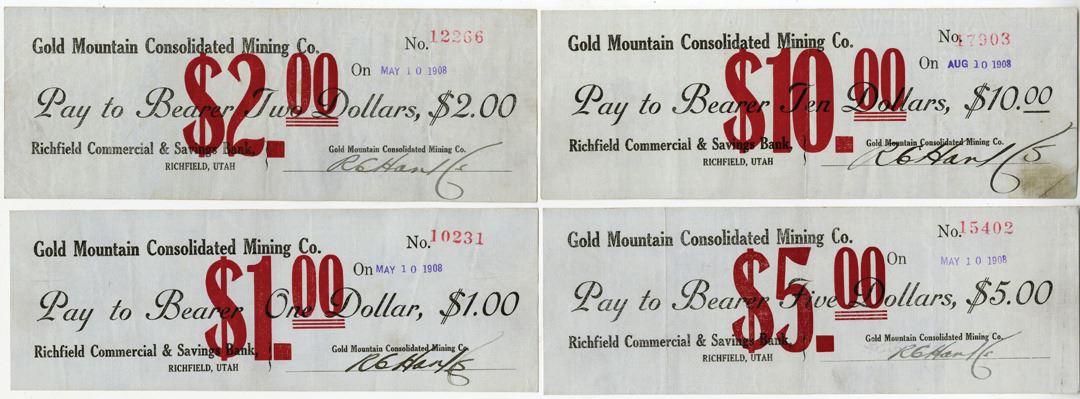 Gold Mountain Consolidated Mining Co. No. 12266
$2.00
On MAY 10 1908
Pay to Bearer Two Dollars, $2.00
Richfield Commercial & Savings Bank,
RICHFIELD, UTAH
Gold Mountain Consolidated Mining Co.
Gold Mountain Consolidated Mining Co. No. 17903
$10.00
On AUG 10 1908
Pay to Bearer Ten Dollars, $10.00
Richfield Commercial & Savings Bank,
RICHFIELD, UTAH
Gold Mountain Consolidated Mining Co.
Gold Mountain Consolidated Mining Co. No. 10231
$1.00
On MAY 10 1908
Pay to Bearer One Dollar, $1.00
Richfield Commercial & Savings Bank,
RICHFIELD, UTAH
Gold Mountain Consolidated Mining Co.
Gold Mountain Consolidated Mining Co. No. 15402
$5.00
On MAY 10 1908
Pay to Bearer Five Dollars, $5.00
Richfield Commercial & Savings Bank,
RICHFIELD, UTAH
Gold Mountain Consolidated Mining Co.